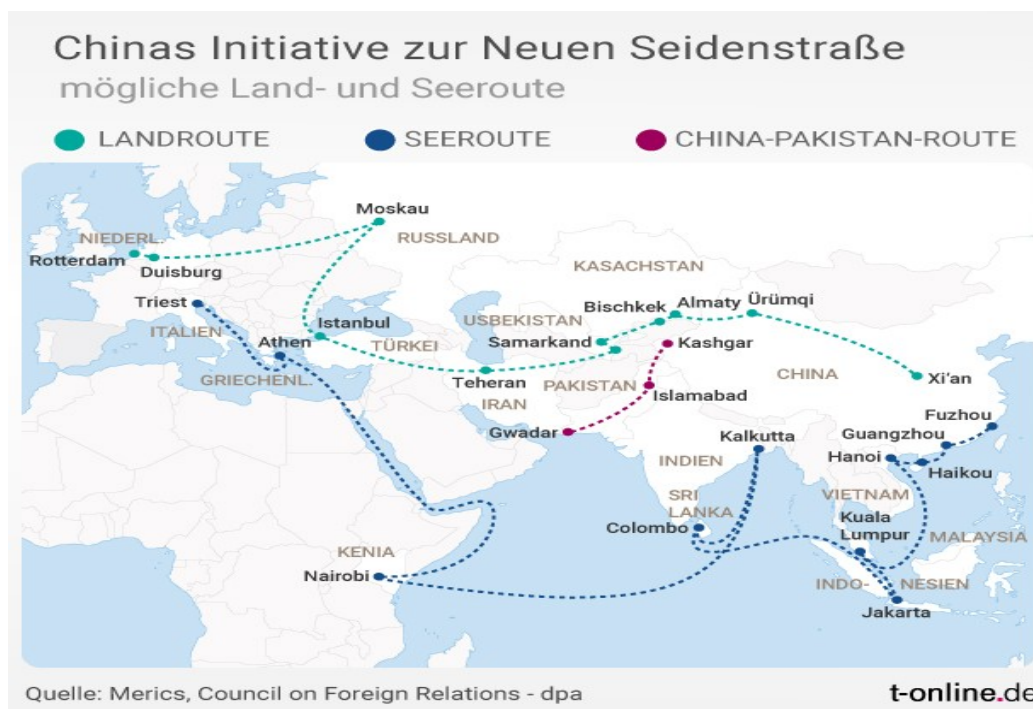 Chinas Initiative zur Neuen Seidenstraße
mögliche Land- und Seeroute
LANDROUTE
SEEROUTE
CHINA-PAKISTAN-ROUTE
Moskau
NIEDERL.
RUSSLAND
Rotterdam
Duisburg
KASACHSTAN
Triest
Bischkek
Almaty
Ürümqi
ITALIEN
Istanbul
USBEKISTAN
Athen
TÜRKEI
Samarkand
Kashgar
GRIECHENL.
Teheran
PAKISTAN
CHINA
Xi'an
IRAN
Islamabad
Fuzhou
Gwadar
Kalkutta
Guangzhou
INDIEN
Hanoi
Haikou
SRI
LANKA
VIETNAM
Colombo
Kuala
Lumpur
MALAYSIA
KENIA
Nairobi
INDO-
NESIEN
Jakarta
Quelle: Merics, Council on Foreign Relations - dpa
t-online.de